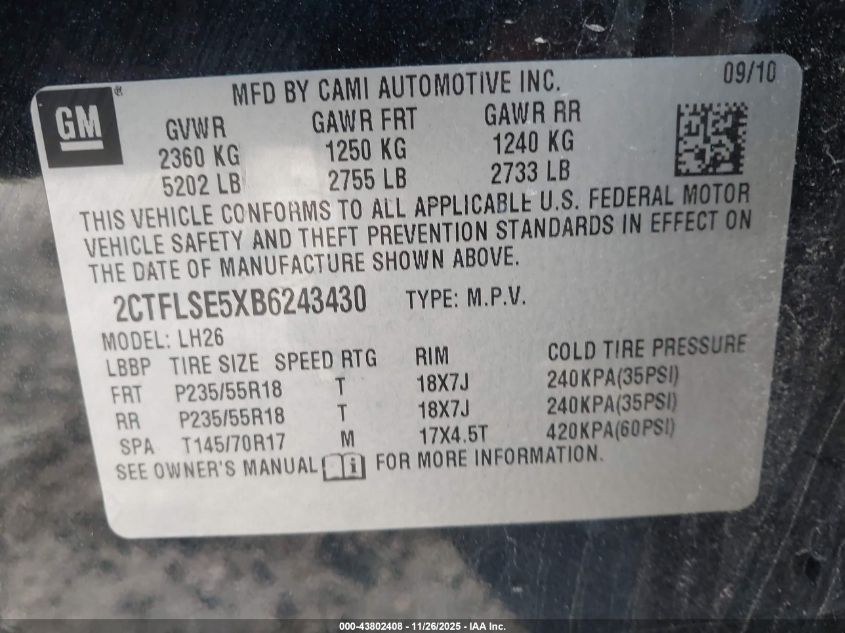 GM®
MFD BY CAMI AUTOMOTIVE INC.
09/10
GVWR GAWR FRT GAWR RR
2360 KG 1250 KG 1240 KG
5202 LB 2755 LB 2733 LB
THIS VEHICLE CONFORMS TO ALL APPLICABLE U.S. FEDERAL MOTOR
VEHICLE SAFETY AND THEFT PREVENTION STANDARDS IN EFFECT ON
THE DATE OF MANUFACTURE SHOWN ABOVE.
2CTFLSE5XB6243430 TYPE: M.P.V.
MODEL: LH26
LBBP TIRE SIZE SPEED RTG RIM COLD TIRE PRESSURE
FRT P235/55R18 T 18X7J 240KPA(35PSI)
RR P235/55R18 T 18X7J 240KPA(35PSI)
SPA T145/70R17 M 17X4.5T 420KPA(60PSI)
SEE OWNER'S MANUAL FOR MORE INFORMATION.
000-43802408 - 11/26/2025 - IAA Inc.